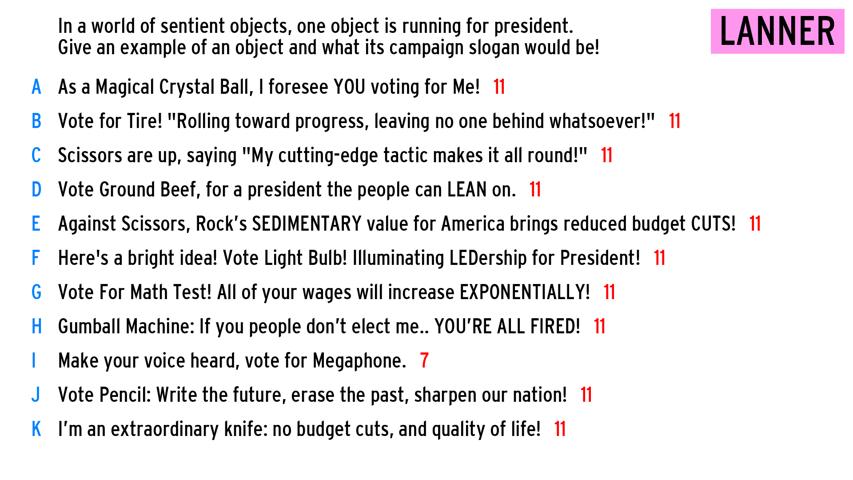 In a world of sentient objects, one object is running for president.
Give an example of an object and what its campaign slogan would be!
LANNER
A As a Magical Crystal Ball, I foresee YOU voting for Me! 11
B Vote for Tire! "Rolling toward progress, leaving no one behind whatsoever!" 11
C Scissors are up, saying "My cutting-edge tactic makes it all round!" 11
D Vote Ground Beef, for a president the people can LEAN on. 11
E Against Scissors, Rock’s SEDIMENTARY value for America brings reduced budget CUTS! 11
F Here's a bright idea! Vote Light Bulb! Illuminating LEDership for President! 11
G Vote For Math Test! All of your wages will increase EXPONENTIALLY! 11
H Gumball Machine: If you people don’t elect me.. YOU’RE ALL FIRED! 11
I Make your voice heard, vote for Megaphone. 7
J Vote Pencil: Write the future, erase the past, sharpen our nation! 11
K I’m an extraordinary knife: no budget cuts, and quality of life! 11